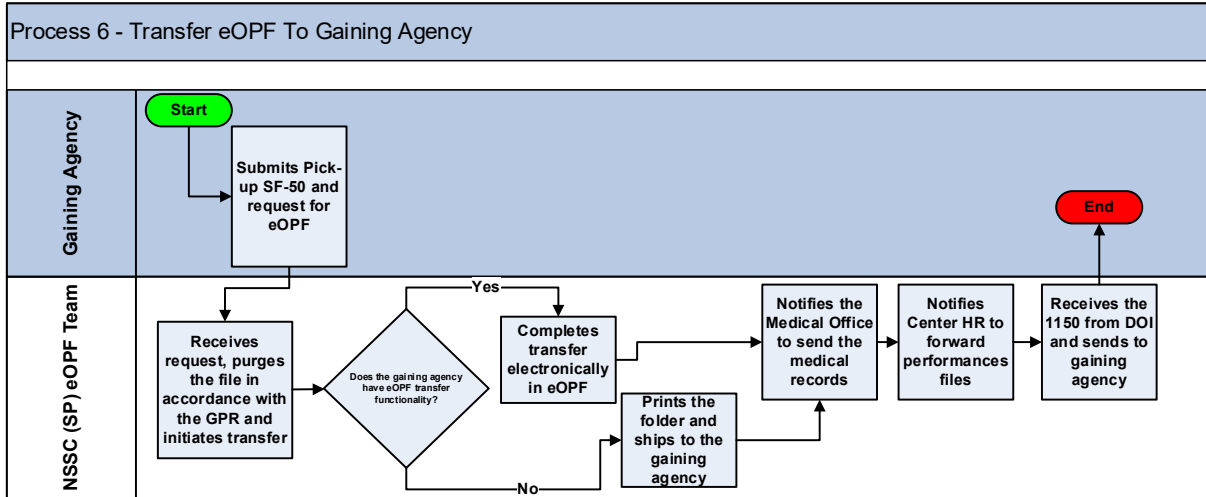 Process 6 - Transfer eOPF To Gaining Agency
Gaining Agency
Start
Submits Pick-
up SF-50 and
request for
eOPF
End
NSSC (SP) eOPF Team
Receives
request, purges
the file in
accordance with
the GPR and
initiates transfer
Does the gaining agency
have eOPF transfer
functionality?
Yes
Completes
transfer
electronically
in eOPF
No
Prints the
folder and
ships to the
gaining
agency
Notifies the
Medical Office
to send the
medical
records
Notifies
Center HR to
forward
performances
files
Receives the
1150 from DOI
and sends to
gaining
agency